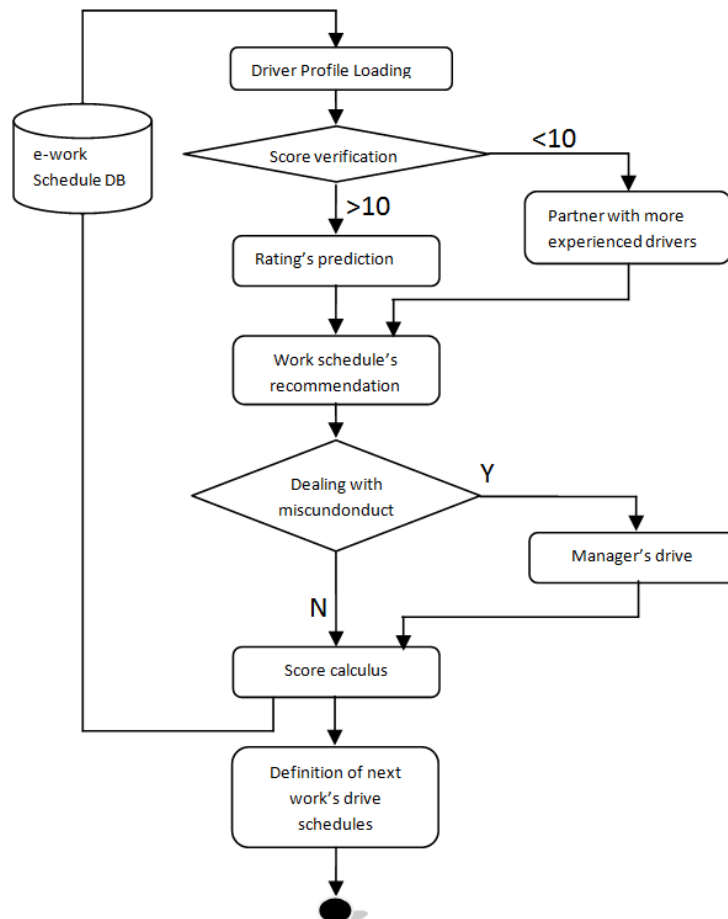 Driver Profile Loading
e-work
Schedule DB
Score verification
<10
>10
Partner with more
experienced drivers
Rating's prediction
Work schedule's
recommendation
Dealing with
miscundonduct
Y
Manager's drive
N
Score calculus
Definition of next
work's drive
schedules